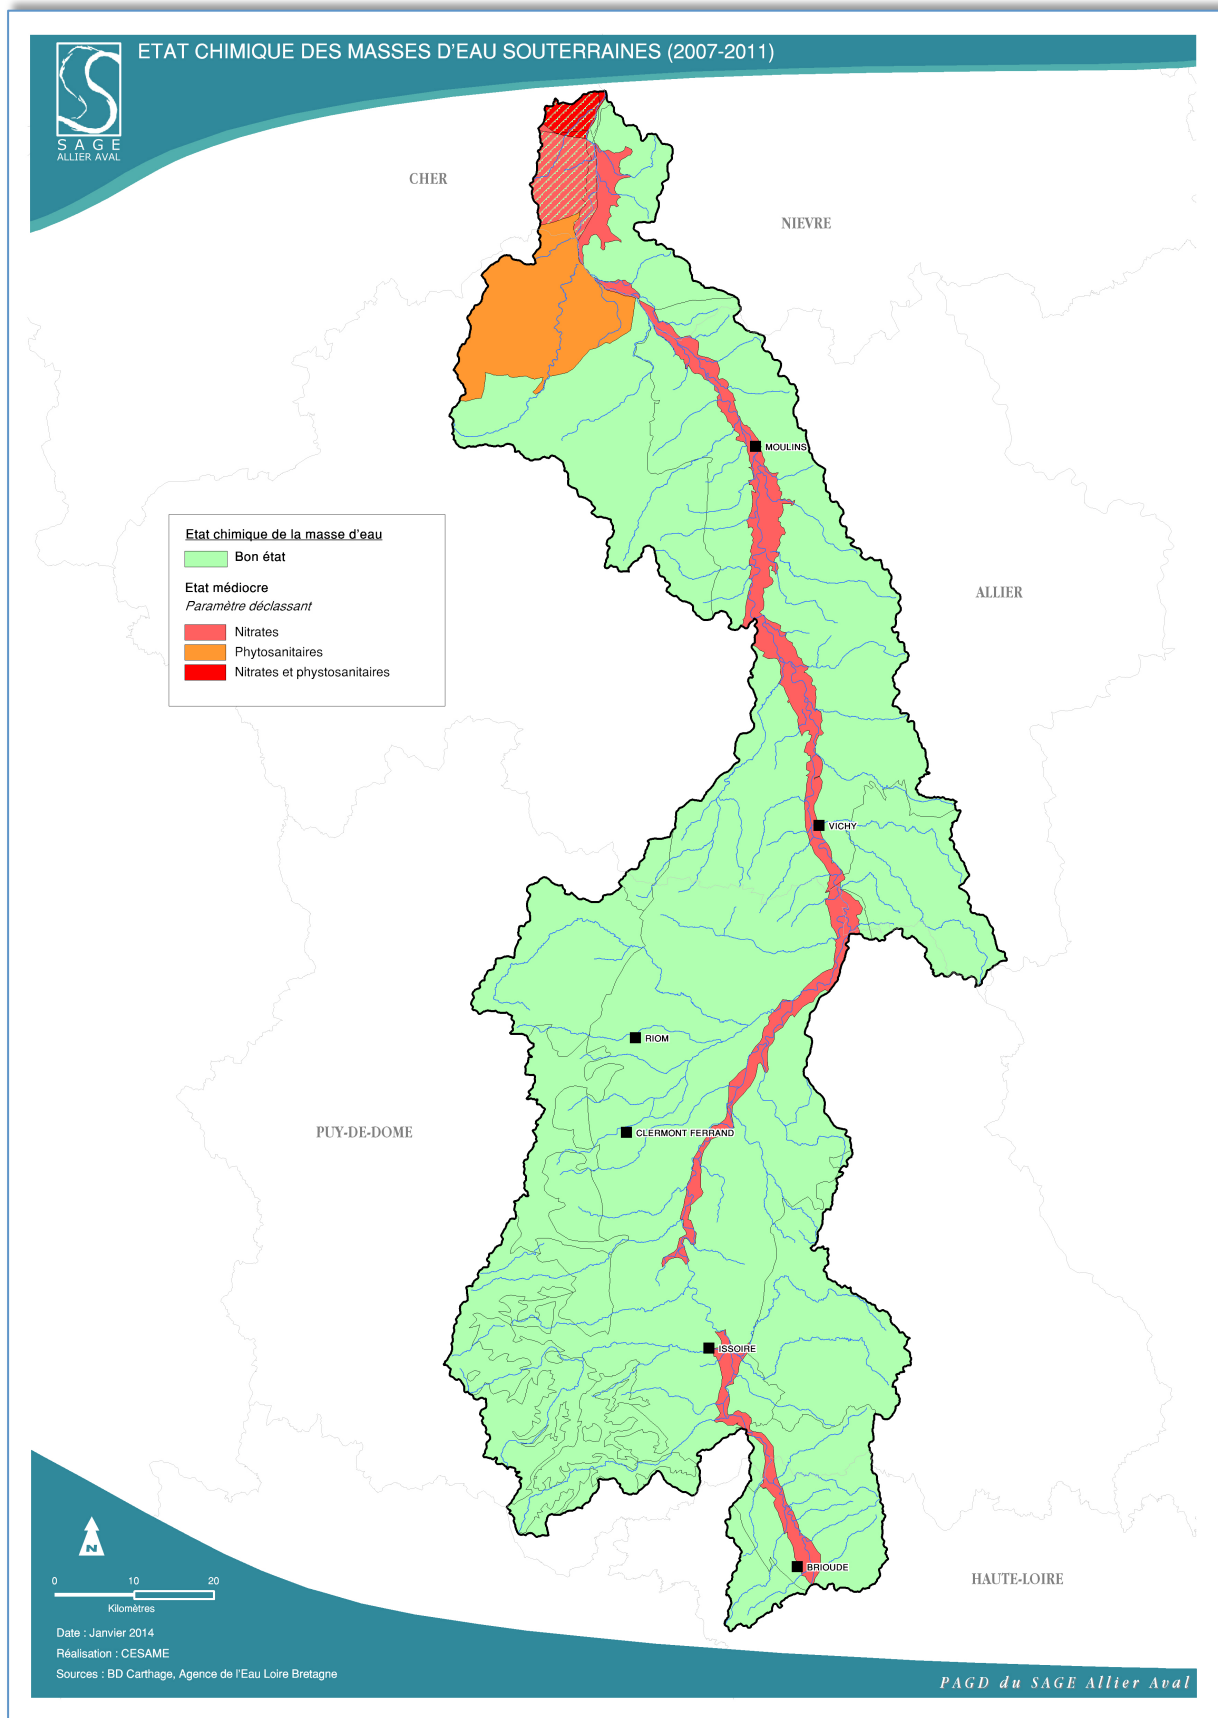 ETAT CHIMIQUE DES MASSES D'EAU SOUTERRAINES (2007-2011)
SAGE
ALLIER AVAL
CHER
NIEVRE
MOULINS
Etat chimique de la masse d'eau
Bon état
Etat médiocre
Paramètre déclassant
Nitrates
Phytosanitaires
Nitrates et phystosanitaires
ALLIER
VICHY
RIOM
PUY-DE-DOME
CLERMONT FERRAND
ISSOIRE
BRIOUDE
HAUTE-LOIRE
N
0 10 20
Kilomètres
Date : Janvier 2014
Réalisation : CESAME
Sources : BD Carthage, Agence de l'Eau Loire Bretagne
PAGD du SAGE Allier Aval